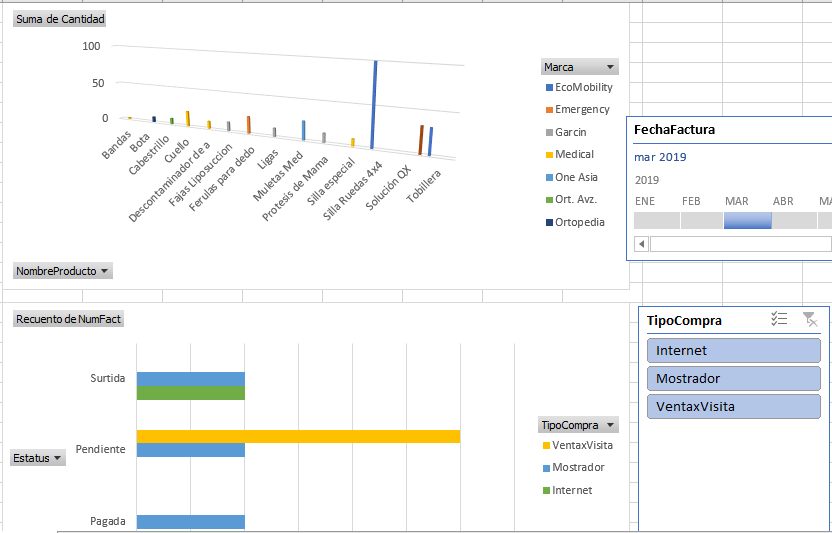 Suma de Cantidad
100
50
0
Bandas
Bota
Cabestrillo
Cuello
Descontaminador de a
Fajas Liposuccion
Ferulas para dedo
Ligas
Muletas Med
Protesis de Mama
Silla especial
Silla Ruedas 4x4
Solución QX
Tobillera
Marca
EcoMobility
Emergency
Garcin
Medical
One Asia
Ort. Avz.
Ortopedia
NombreProducto
FechaFactura
mar 2019
2019
ENE FEB MAR ABR MA
Recuento de NumFact
Surtida
Pendiente
Pagada
Estatus
TipoCompra
VentaxVisita
Mostrador
Internet
TipoCompra
Internet
Mostrador
VentaxVisita